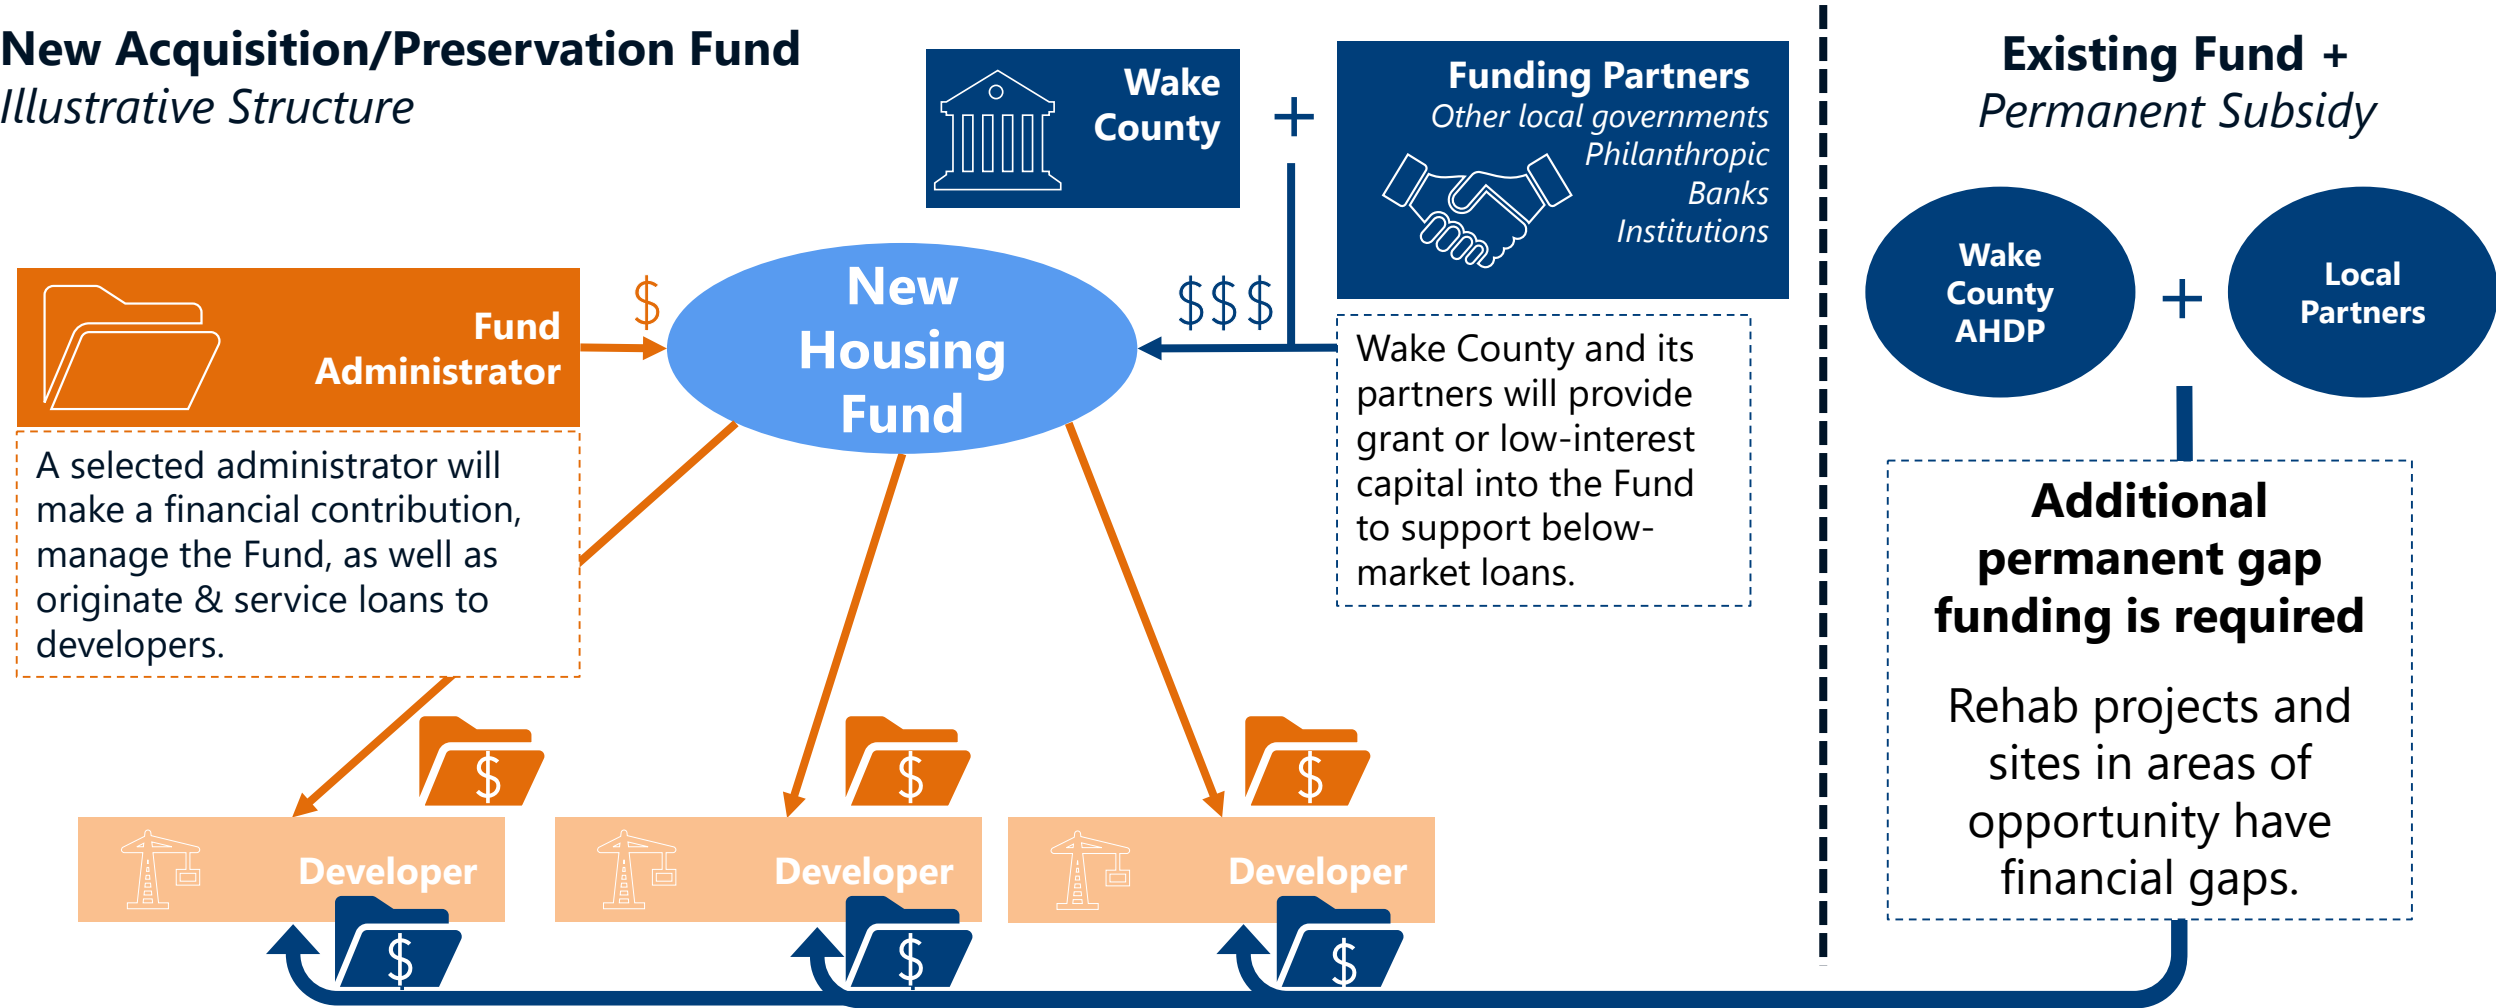 New Acquisition/Preservation Fund
Illustrative Structure
Wake
County
+
Funding Partners
Other local governments
Philanthropic
Banks
Institutions
Fund
Administrator
$
New
Housing
Fund
$$$
A selected administrator will
make a financial contribution,
manage the Fund, as well as
originate & service loans to
developers.
Wake County and its
partners will provide
grant or low-interest
capital into the Fund
to support below-
market loans.
$
$
$
Developer
Developer
Developer
$
$
$
Existing Fund +
Permanent Subsidy
Wake
County
AHDP
+
Local
Partners
Additional
permanent gap
funding is required
Rehab projects and
sites in areas of
opportunity have
financial gaps.